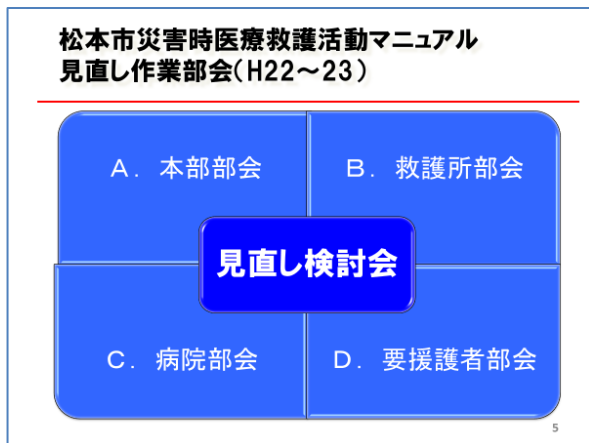 松本市災害時医療救護活動マニュアル
見直し作業部会（H22～23）
A． 本部部会
B． 救護所部会
見直し検討会
C． 病院部会
D． 要援護者部会
5